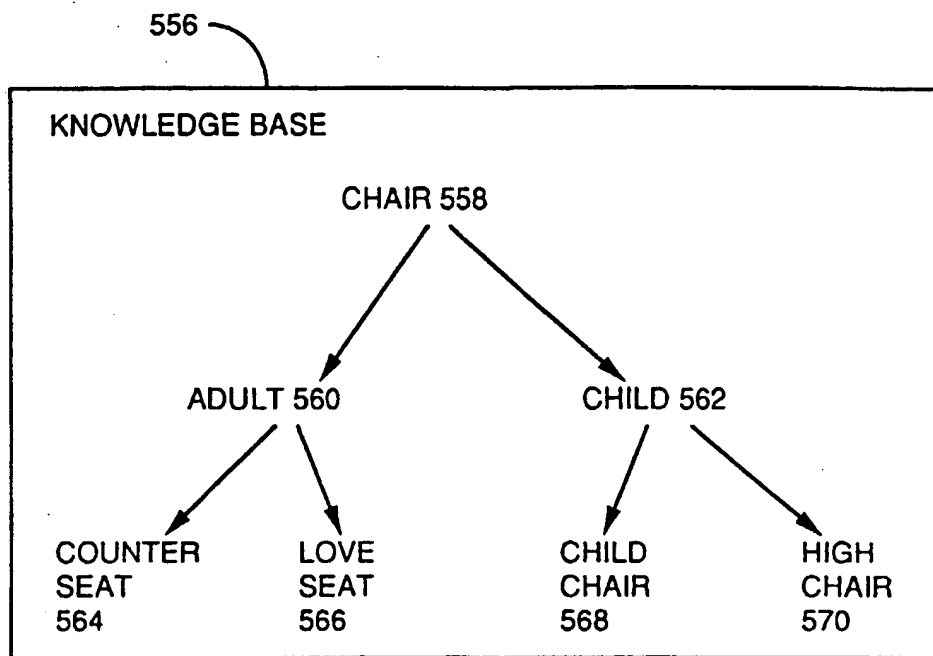 556
KNOWLEDGE BASE
CHAIR 558
ADULT 560
CHILD 562
COUNTER
SEAT
564
LOVE
SEAT
566
CHILD
CHAIR
568
HIGH
CHAIR
570